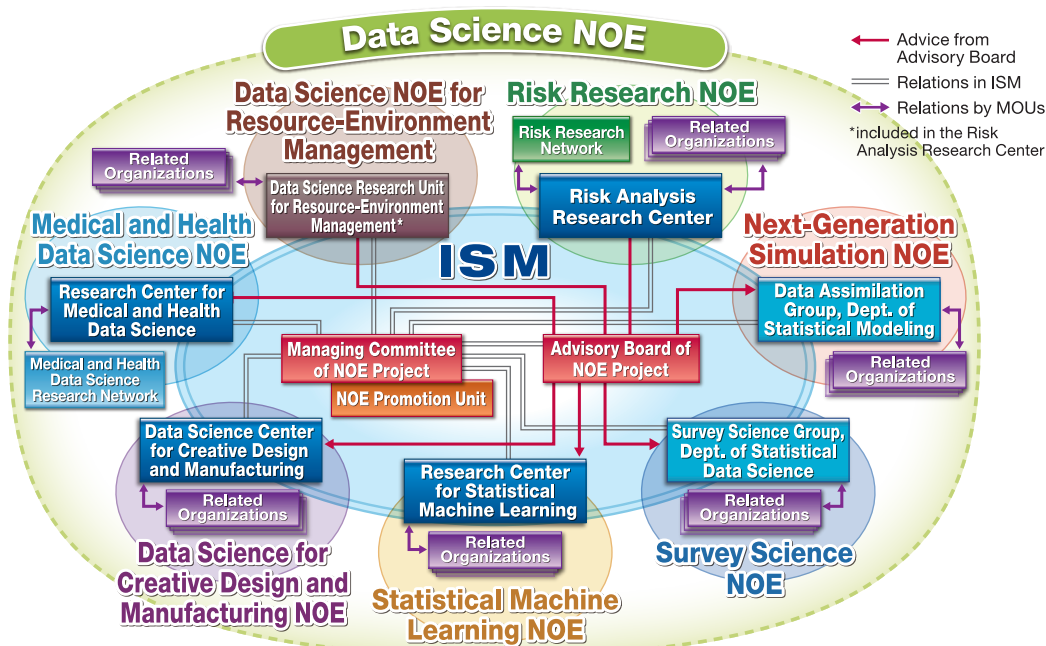 Data Science NOE
Advice from
Advisory Board
Relations in ISM
Relations by MOUs
*included in the Risk
Analysis Research Center
Data Science NOE for
Resource-Environment
Management
Related
Organizations
Data Science Research Unit
for Resource-Environment
Management*
Risk Research NOE
Risk Research
Network
Related
Organizations
Risk Analysis
Research Center
Medical and Health
Data Science NOE
Research Center for
Medical and Health
Data Science
Medical and Health
Data Science
Research Network
ISM
Next-Generation
Simulation NOE
Data Assimilation
Group, Dept. of
Statistical Modeling
Related
Organizations
Managing Committee
of NOE Project
NOE Promotion Unit
Advisory Board of
NOE Project
Data Science Center
for Creative Design
and Manufacturing
Related
Organizations
Data Science for
Creative Design and
Manufacturing NOE
Research Center
for Statistical
Machine Learning
Related
Organizations
Statistical Machine
Learning NOE
Survey Science Group,
Dept. of Statistical
Data Science
Related
Organizations
Survey Science
NOE